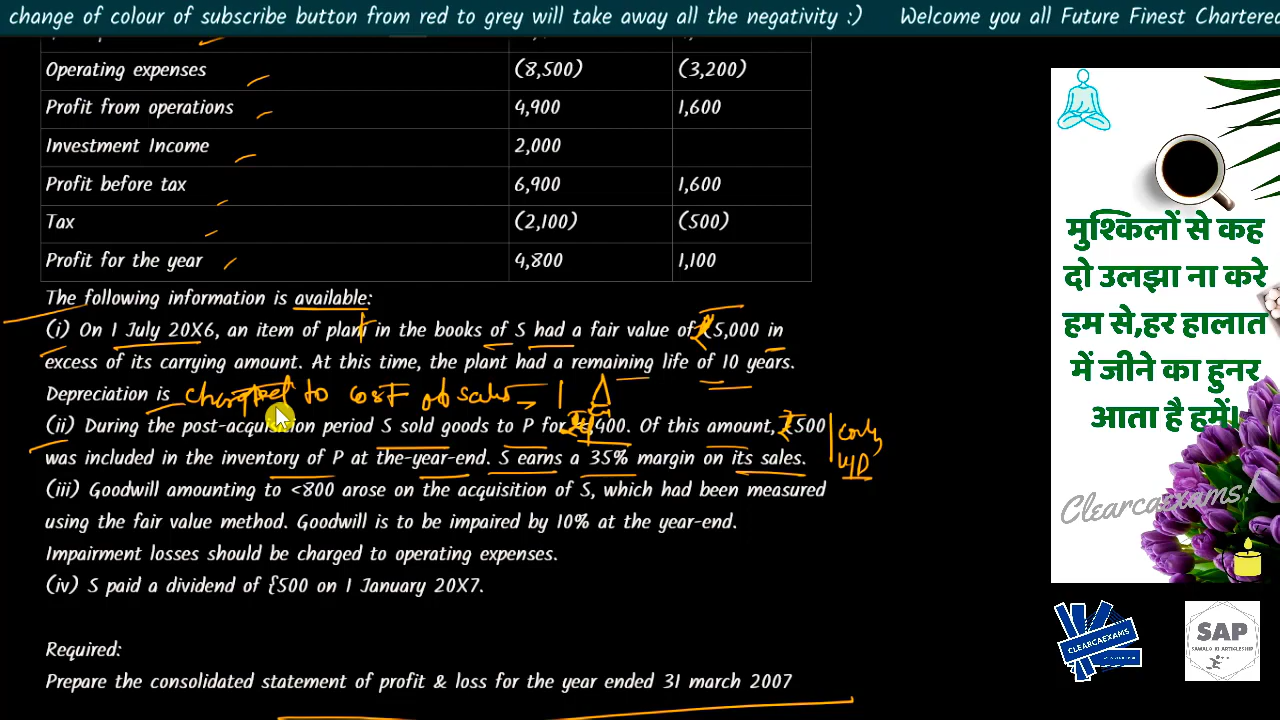 change of colour of subscribe button from red to grey will take away all the negativity :) Welcome you all Future Finest Chartered
Operating expenses (8,500) (3,200)
Profit from operations 4,900 1,600
Investment Income 2,000
Profit before tax 6,900 1,600
Tax (2,100) (500)
Profit for the year 4,800 1,100
The following information is available:
(i) On 1 July 20X6, an item of plant in the books of S had a fair value of ₹5,000 in
excess of its carrying amount. At this time, the plant had a remaining life of 10 years.
Depreciation is charged to cost of sales
(ii) During the post-acquisition period S sold goods to P for 400. Of this amount, ₹500
was included in the inventory of P at the-year-end. S earns a 35% margin on its sales.
(iii) Goodwill amounting to <800 arose on the acquisition of S, which had been measured
using the fair value method. Goodwill is to be impaired by 10% at the year-end.
Impairment losses should be charged to operating expenses.
(iv) S paid a dividend of {500 on 1 January 20X7.
Required:
Prepare the consolidated statement of profit & loss for the year ended 31 march 2007
मुश्किलों से कह
दो उलझा ना करे
हम से,हर हालात
में जीने का हुनर
आता है हमें।
Clearcaexams!
CLEARCAEXAMS
SAP
SAWALO KI ARTICLESHIP